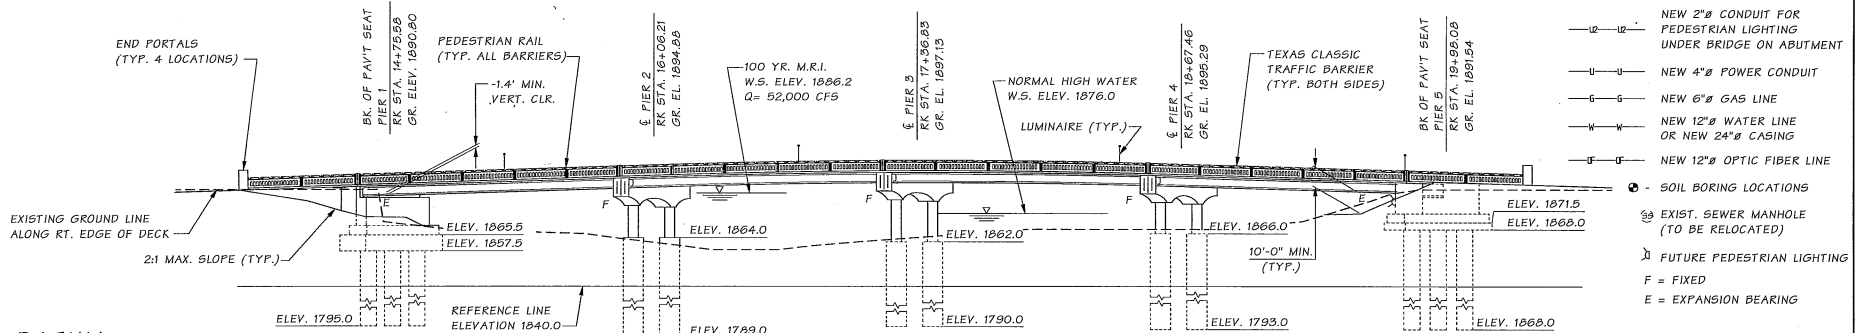 END PORTALS
(TYP. 4 LOCATIONS)
BK. OF PAV'T SEAT
PIER 1
RK STA. 14+75.58
GR. ELEV. 1890.80
PEDESTRIAN RAIL
(TYP. ALL BARRIERS)
-1.4' MIN.
VERT. CLR.
℄ PIER 2
RK STA. 16+06.21
GR. EL. 1894.88
100 YR. M.R.I.
W.S. ELEV. 1886.2
Q= 52,000 CFS
℄ PIER 3
RK STA. 17+36.83
GR. EL. 1897.13
NORMAL HIGH WATER
W.S. ELEV. 1876.0
LUMINAIRE (TYP.)
℄ PIER 4
RK STA. 18+67.46
GR. EL. 1895.29
TEXAS CLASSIC
TRAFFIC BARRIER
(TYP. BOTH SIDES)
BK OF PAV'T SEAT
PIER 5
RK STA. 19+98.08
GR. EL. 1891.54
U2 U2 NEW 2"ø CONDUIT FOR
PEDESTRIAN LIGHTING
UNDER BRIDGE ON ABUTMENT
U U NEW 4"ø POWER CONDUIT
G G NEW 6"ø GAS LINE
W W NEW 12"ø WATER LINE
OR NEW 24"ø CASING
OF OF NEW 12"ø OPTIC FIBER LINE
- SOIL BORING LOCATIONS
EXIST. SEWER MANHOLE
(TO BE RELOCATED)
FUTURE PEDESTRIAN LIGHTING
F = FIXED
E = EXPANSION BEARING
EXISTING GROUND LINE
ALONG RT. EDGE OF DECK
2:1 MAX. SLOPE (TYP.)
E
F
F
F
E
ELEV. 1865.5
ELEV. 1857.5
ELEV. 1864.0
ELEV. 1862.0
ELEV. 1866.0
ELEV. 1871.5
ELEV. 1868.0
10'-0" MIN.
(TYP.)
REFERENCE LINE
ELEVATION 1840.0
ELEV. 1795.0
ELEV. 1789.0
ELEV. 1790.0
ELEV. 1793.0
ELEV. 1868.0